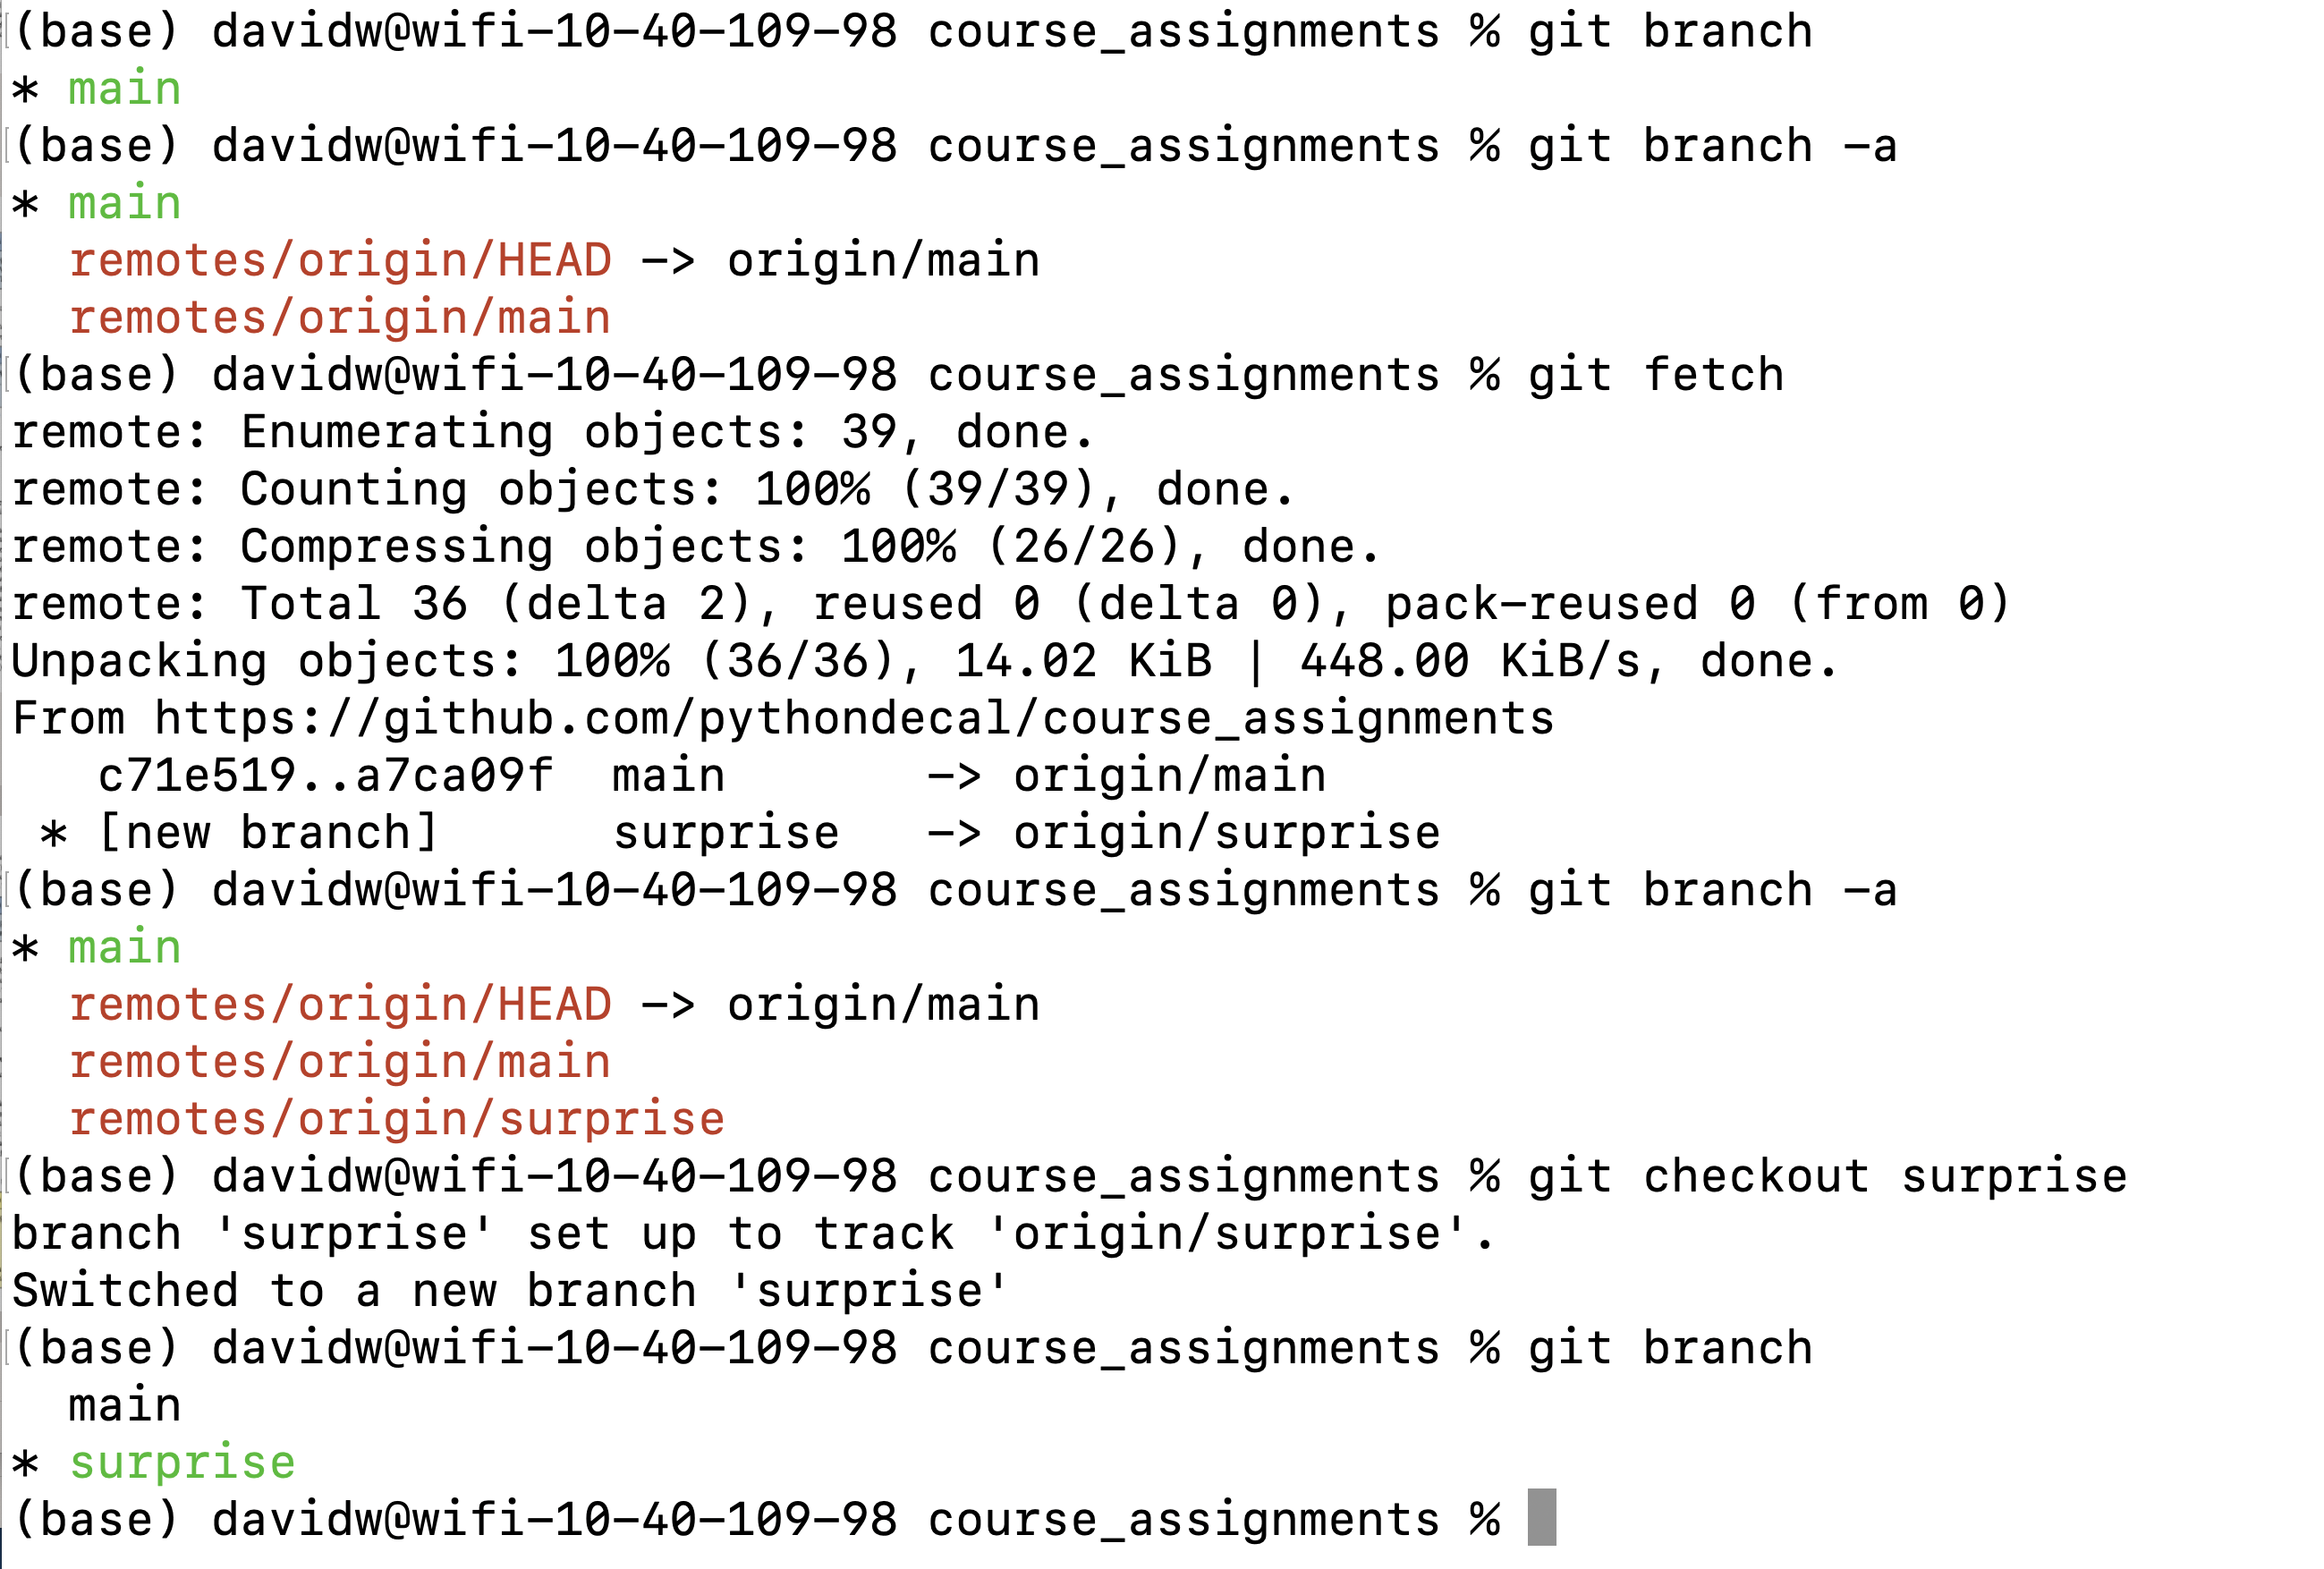 (base) davidw@wifi-10-40-109-98 course_assignments % git branch
* main
(base) davidw@wifi-10-40-109-98 course_assignments % git branch -a
* main
  remotes/origin/HEAD -> origin/main
  remotes/origin/main
(base) davidw@wifi-10-40-109-98 course_assignments % git fetch
remote: Enumerating objects: 39, done.
remote: Counting objects: 100% (39/39), done.
remote: Compressing objects: 100% (26/26), done.
remote: Total 36 (delta 2), reused 0 (delta 0), pack-reused 0 (from 0)
Unpacking objects: 100% (36/36), 14.02 KiB | 448.00 KiB/s, done.
From https://github.com/pythondecal/course_assignments
   c71e519..a7ca09f  main       -> origin/main
 * [new branch]      surprise   -> origin/surprise
(base) davidw@wifi-10-40-109-98 course_assignments % git branch -a
* main
  remotes/origin/HEAD -> origin/main
  remotes/origin/main
  remotes/origin/surprise
(base) davidw@wifi-10-40-109-98 course_assignments % git checkout surprise
branch 'surprise' set up to track 'origin/surprise'.
Switched to a new branch 'surprise'
(base) davidw@wifi-10-40-109-98 course_assignments % git branch
  main
* surprise
(base) davidw@wifi-10-40-109-98 course_assignments %